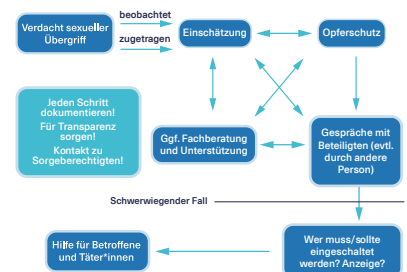 beobachtet
Verdacht sexueller
Übergriff
zugetragen
Einschätzung
Opferschutz
Jeden Schritt
dokumentieren!
Für Transparenz
sorgen!
Kontakt zu
Sorgeberechtigten!
Ggf. Fachberatung
und Unterstützung
Gespräche mit
Beteiligten (evtl.
durch andere
Person)
Schwerwiegender Fall
Hilfe für Betroffene
und Täter*innen
Wer muss/sollte
eingeschaltet
werden? Anzeige?